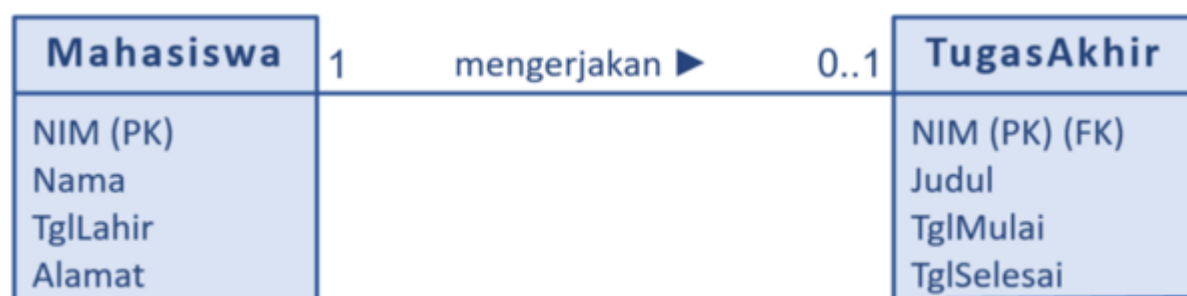 Mahasiswa
1
mengerjakan ►
0..1
TugasAkhir
NIM (PK)
Nama
TglLahir
Alamat
NIM (PK) (FK)
Judul
TglMulai
TglSelesai